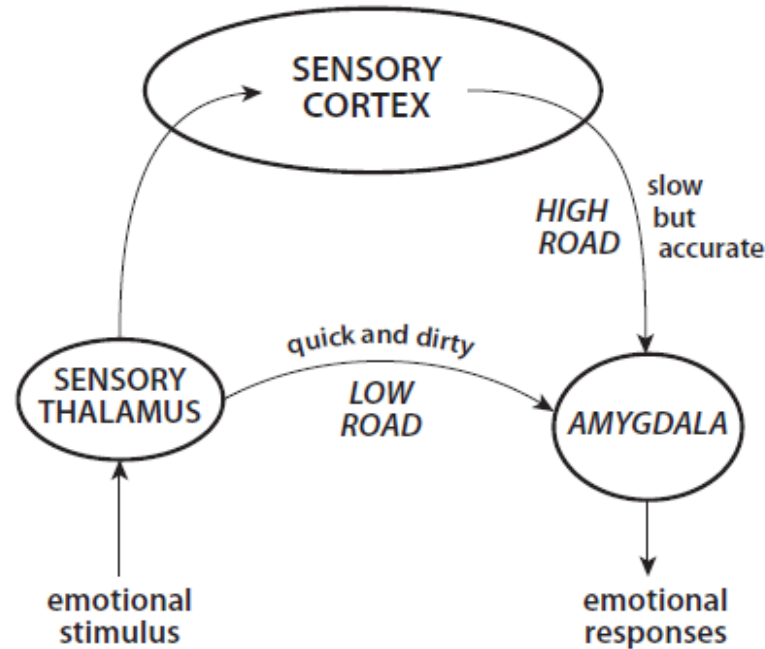 SENSORY
CORTEX
HIGH
ROAD
slow
but
accurate
quick and dirty
LOW
ROAD
SENSORY
THALAMUS
AMYGDALA
emotional
stimulus
emotional
responses